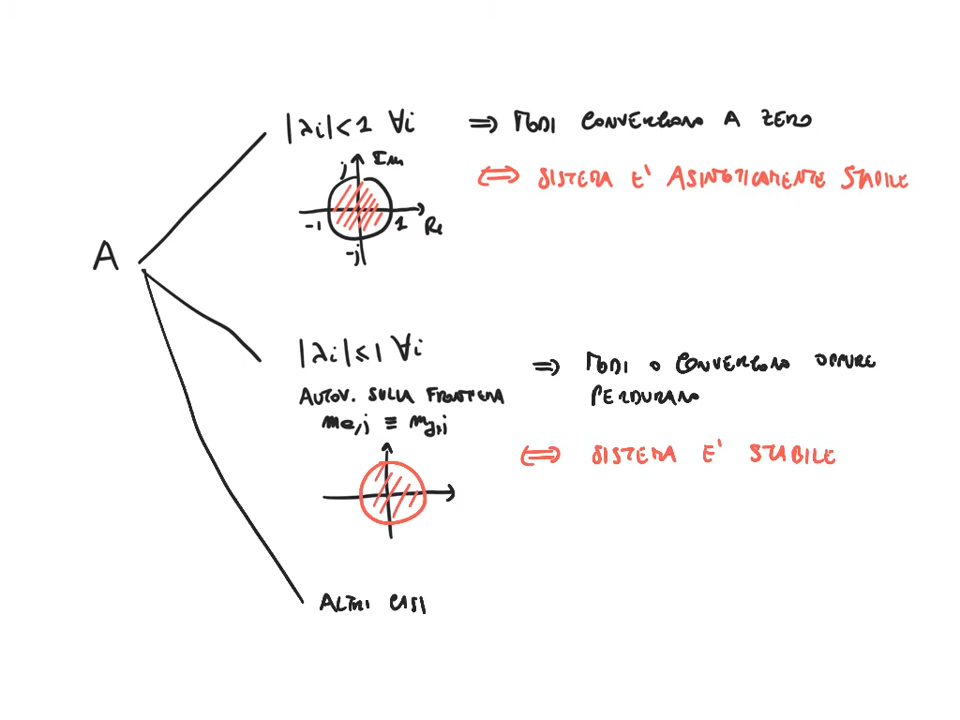 |λi| < 1 ∀i ⇒ MODI CONVERGONO A ZERO
⇔ SISTEMA E' ASINTOTICAMENTE STABILE
j Im
-1 1 Re
-j
A
|λi| ≤ 1 ∀i ⇒ MODI O CONVERGONO OPPURE
PERDURANO
AUTOV. SULLA FRONTIERA
ma,j ≡ mg,j
⇔ SISTEMA E' STABILE
ALTRI CASI